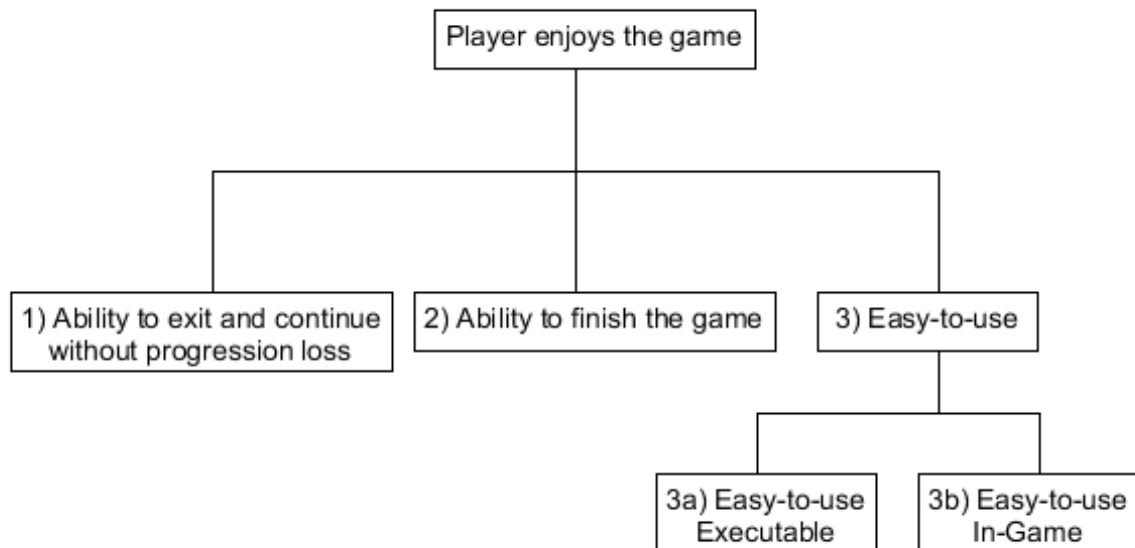 Player enjoys the game
1) Ability to exit and continue
without progression loss
2) Ability to finish the game
3) Easy-to-use
3a) Easy-to-use
Executable
3b) Easy-to-use
In-Game